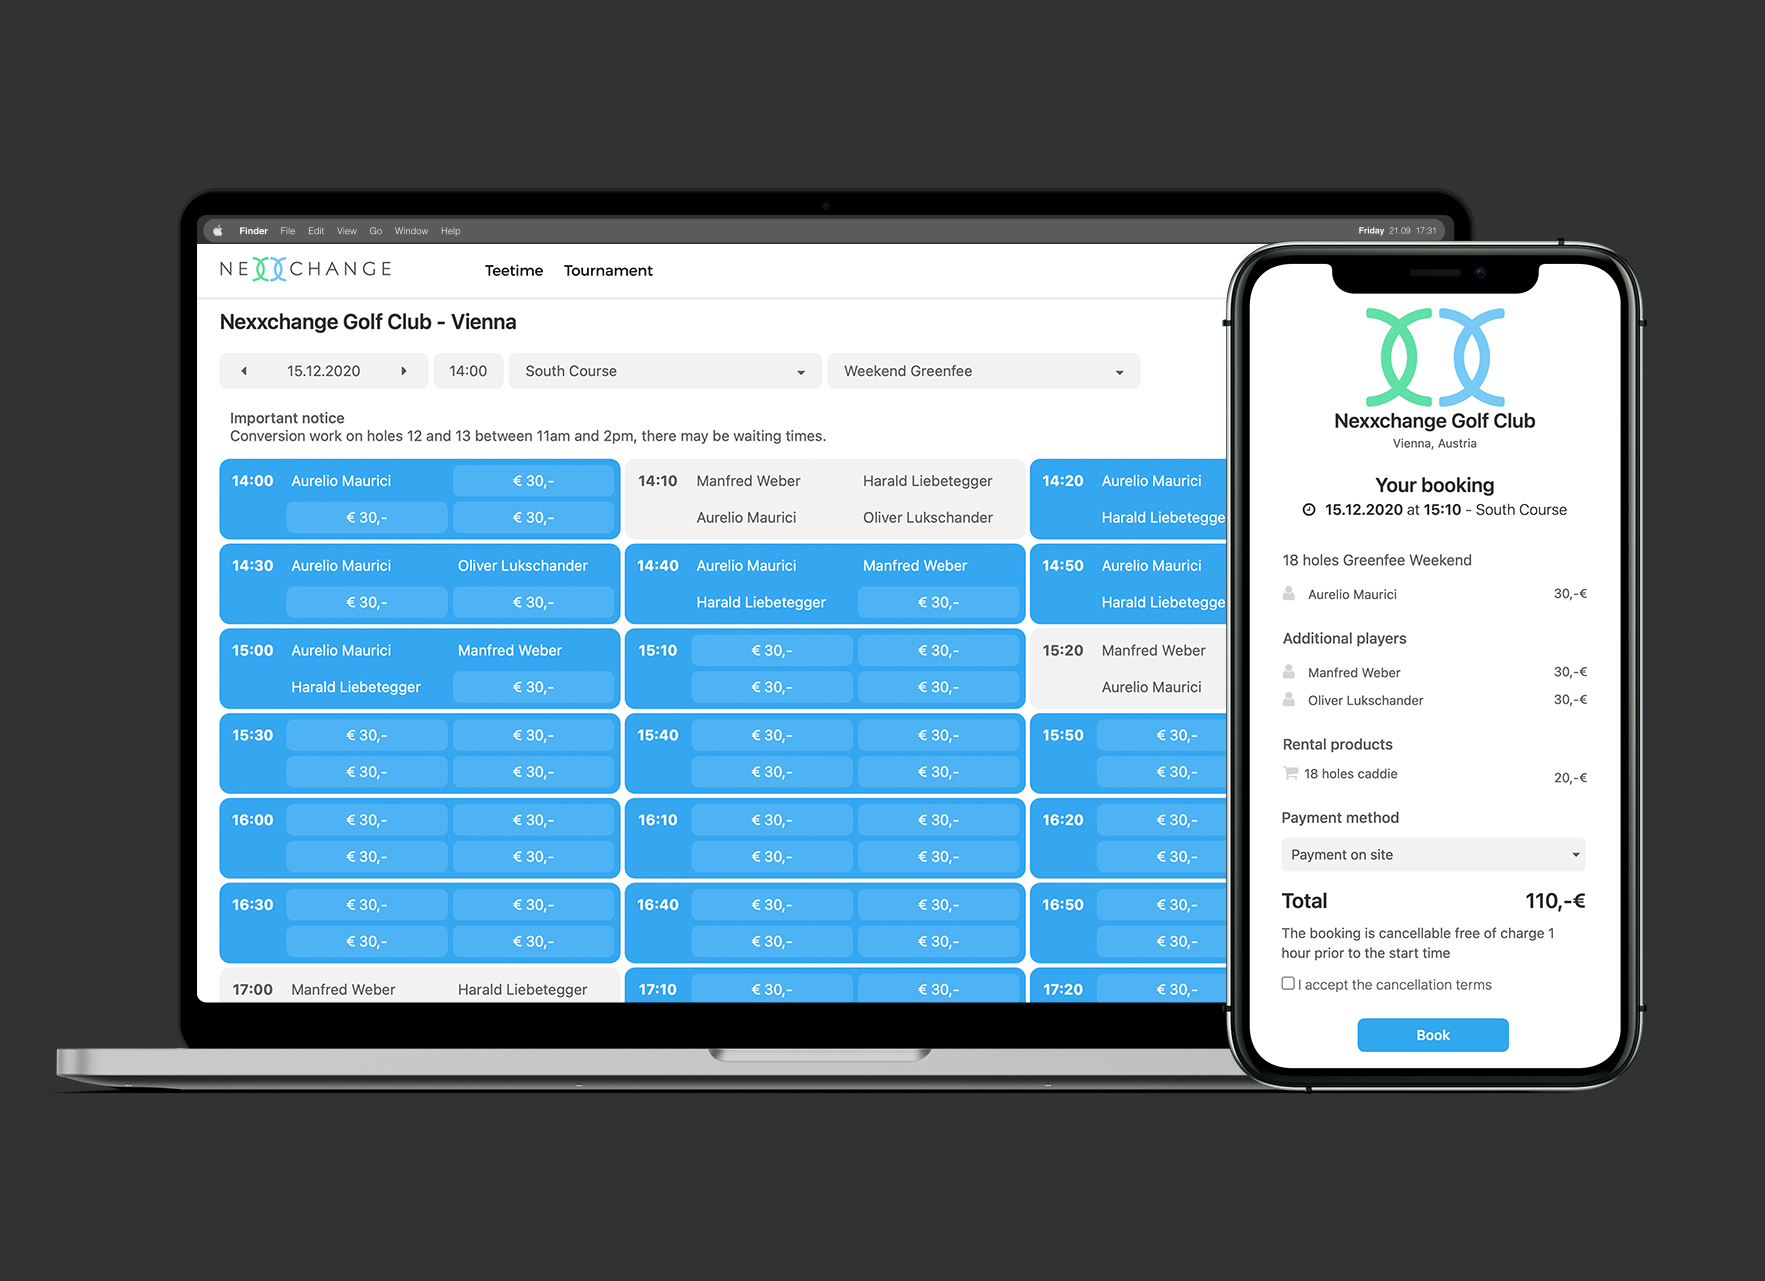 Finder File Edit View Go Window Help
Friday 21.09 17:31
NEXXCHANGE
Teetime Tournament
Nexxchange Golf Club - Vienna
15.12.2020 14:00 South Course Weekend Greenfee
Important notice
Conversion work on holes 12 and 13 between 11am and 2pm, there may be waiting times.
14:00 Aurelio Maurici € 30,-
€ 30,- € 30,-
14:10 Manfred Weber Harald Liebetegger
Aurelio Maurici Oliver Lukschander
14:20 Aurelio Maurici
Harald Liebetegge
14:30 Aurelio Maurici Oliver Lukschander
€ 30,- € 30,-
14:40 Aurelio Maurici Manfred Weber
Harald Liebetegger € 30,-
14:50 Aurelio Maurici
Harald Liebetegge
15:00 Aurelio Maurici Manfred Weber
Harald Liebetegger € 30,-
15:10 € 30,- € 30,-
€ 30,- € 30,-
15:20 Manfred Weber
Aurelio Maurici
15:30 € 30,- € 30,-
€ 30,- € 30,-
15:40 € 30,- € 30,-
€ 30,- € 30,-
15:50 € 30,-
€ 30,-
16:00 € 30,- € 30,-
€ 30,- € 30,-
16:10 € 30,- € 30,-
€ 30,- € 30,-
16:20 € 30,-
€ 30,-
16:30 € 30,- € 30,-
€ 30,- € 30,-
16:40 € 30,- € 30,-
€ 30,- € 30,-
16:50 € 30,-
€ 30,-
17:00 Manfred Weber Harald Liebetegger
17:10 € 30,- € 30,-
17:20 € 30,-
Nexxchange Golf Club
Vienna, Austria
Your booking
15.12.2020 at 15:10 - South Course
18 holes Greenfee Weekend
Aurelio Maurici 30,-€
Additional players
Manfred Weber 30,-€
Oliver Lukschander 30,-€
Rental products
18 holes caddie 20,-€
Payment method
Payment on site
Total 110,-€
The booking is cancellable free of charge 1
hour prior to the start time
I accept the cancellation terms
Book